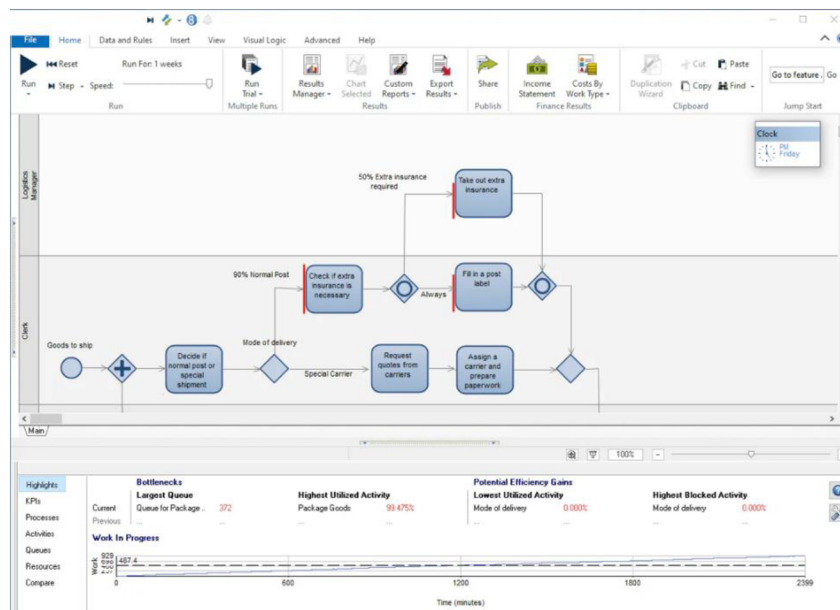 File Home Data and Rules Insert View Visual Logic Advanced Help
Reset Run For: 1 weeks
Run Step Speed:
Run
Run Trial
Multiple Runs
Results Manager Chart Selected Custom Reports Export Results
Results
Share
Publish
Income Statement Costs By Work Type
Finance Results
Duplication Wizard Cut Copy Paste Find
Clipboard
Go to feature . Go
Jump Start
Clock
PM
Friday
Logistics Manager
50% Extra insurance
required
Take out extra
insurance
Clerk
90% Normal Post
Check if extra
insurance is
necessary
Always
Fill in a post
label
Goods to ship
Decide if
normal post or
special
shipment
Mode of delivery
Special Carrier
Request
quotes from
carriers
Assign a
carrier and
prepare
paperwork
Main
100%
Highlights
KPIs
Processes
Activities
Queues
Resources
Compare
Bottlenecks Potential Efficiency Gains
Largest Queue Highest Utilized Activity Lowest Utilized Activity Highest Blocked Activity
Current Queue for Package .. 372 Package Goods 99.475% Mode of delivery 0.000% Mode of delivery 0.000%
Previous ... ... ... ... ... ... ... ...
Work In Progress
Work
929
487.4
0 600 1200 1800 2399
Time (minutes)